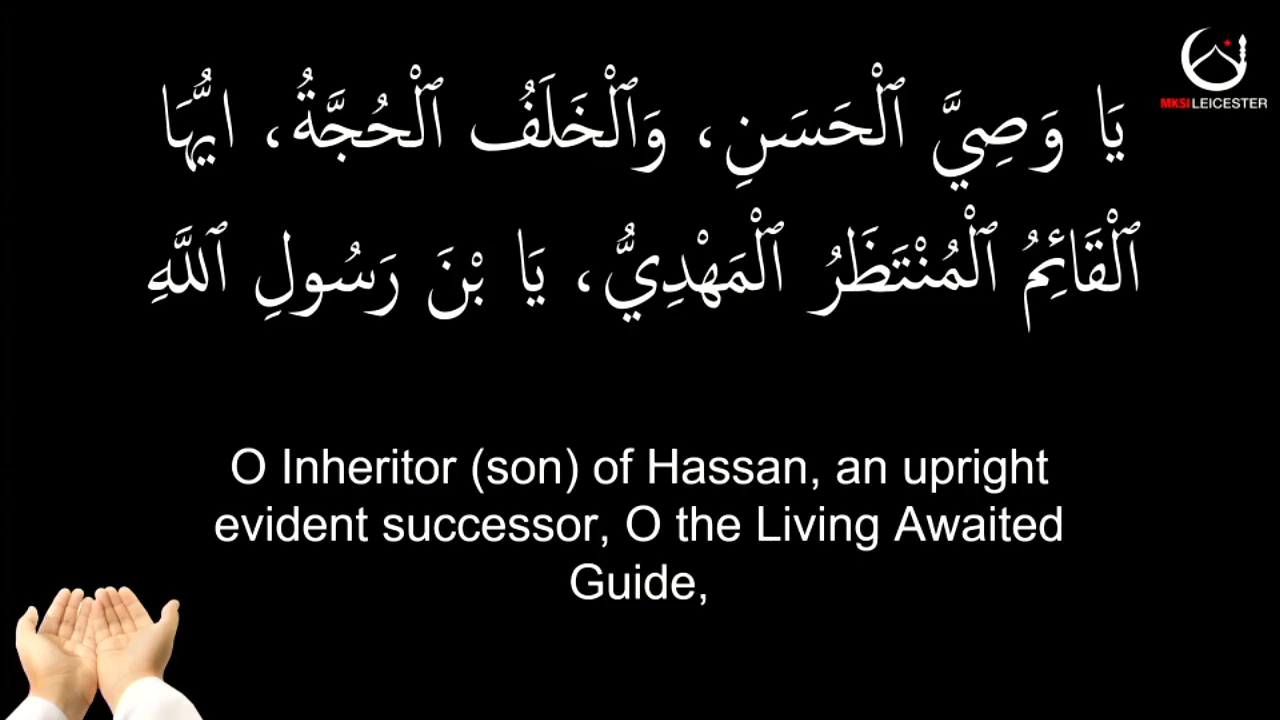 MKSI LEICESTER
يَا وَصِيَّ ٱلْحَسَنِ، وَٱلْخَلَفُ ٱلْحُجَّةُ، ايُّهَا
ٱلْقَائِمُ ٱلْمُنْتَظَرُ ٱلْمَهْدِيُّ، يَا بْنَ رَسُولِ ٱللَّهِ
O Inheritor (son) of Hassan, an upright
evident successor, O the Living Awaited
Guide,